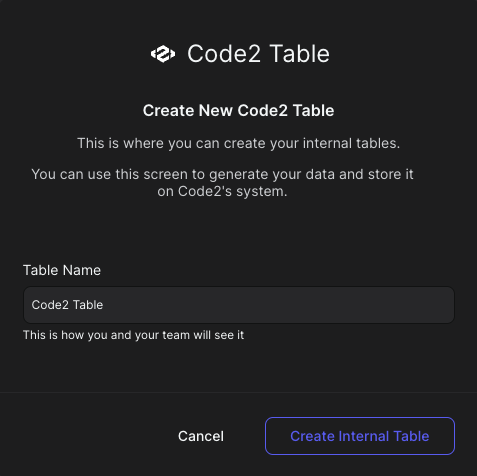 Code2 Table
Create New Code2 Table
This is where you can create your internal tables.
You can use this screen to generate your data and store it
on Code2's system.
Table Name
Code2 Table
This is how you and your team will see it
Cancel
Create Internal Table